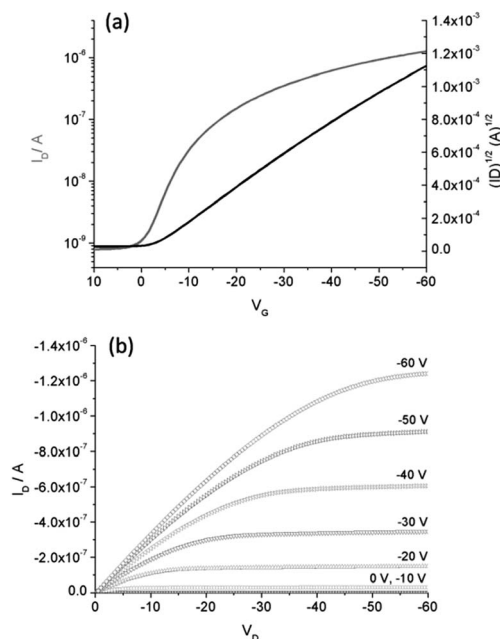 (a)
I_D/ A
10⁻⁶
10⁻⁷
10⁻⁸
10⁻⁹
1.4x10⁻³
1.2x10⁻³
1.0x10⁻³
8.0x10⁻⁴
6.0x10⁻⁴
4.0x10⁻⁴
2.0x10⁻⁴
0.0
(ID)^1/2 (A)^1/2
10 0 -10 -20 -30 -40 -50 -60
V_G
(b)
I_D/ A
-1.4x10⁻⁶
-1.2x10⁻⁶
-1.0x10⁻⁶
-8.0x10⁻⁷
-6.0x10⁻⁷
-4.0x10⁻⁷
-2.0x10⁻⁷
0.0
-60 V
-50 V
-40 V
-30 V
-20 V
0 V, -10 V
0 -10 -20 -30 -40 -50 -60
V_D